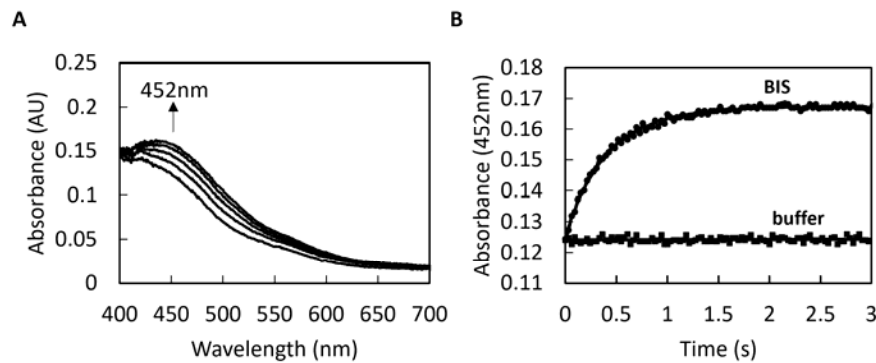 A
Absorbance (AU)
0.25
0.2
0.15
0.1
0.05
0
452nm
400 450 500 550 600 650 700
Wavelength (nm)
B
Absorbance (452nm)
0.18
0.17
0.16
0.15
0.14
0.13
0.12
0.11
BIS
buffer
0 0.5 1 1.5 2 2.5 3
Time (s)